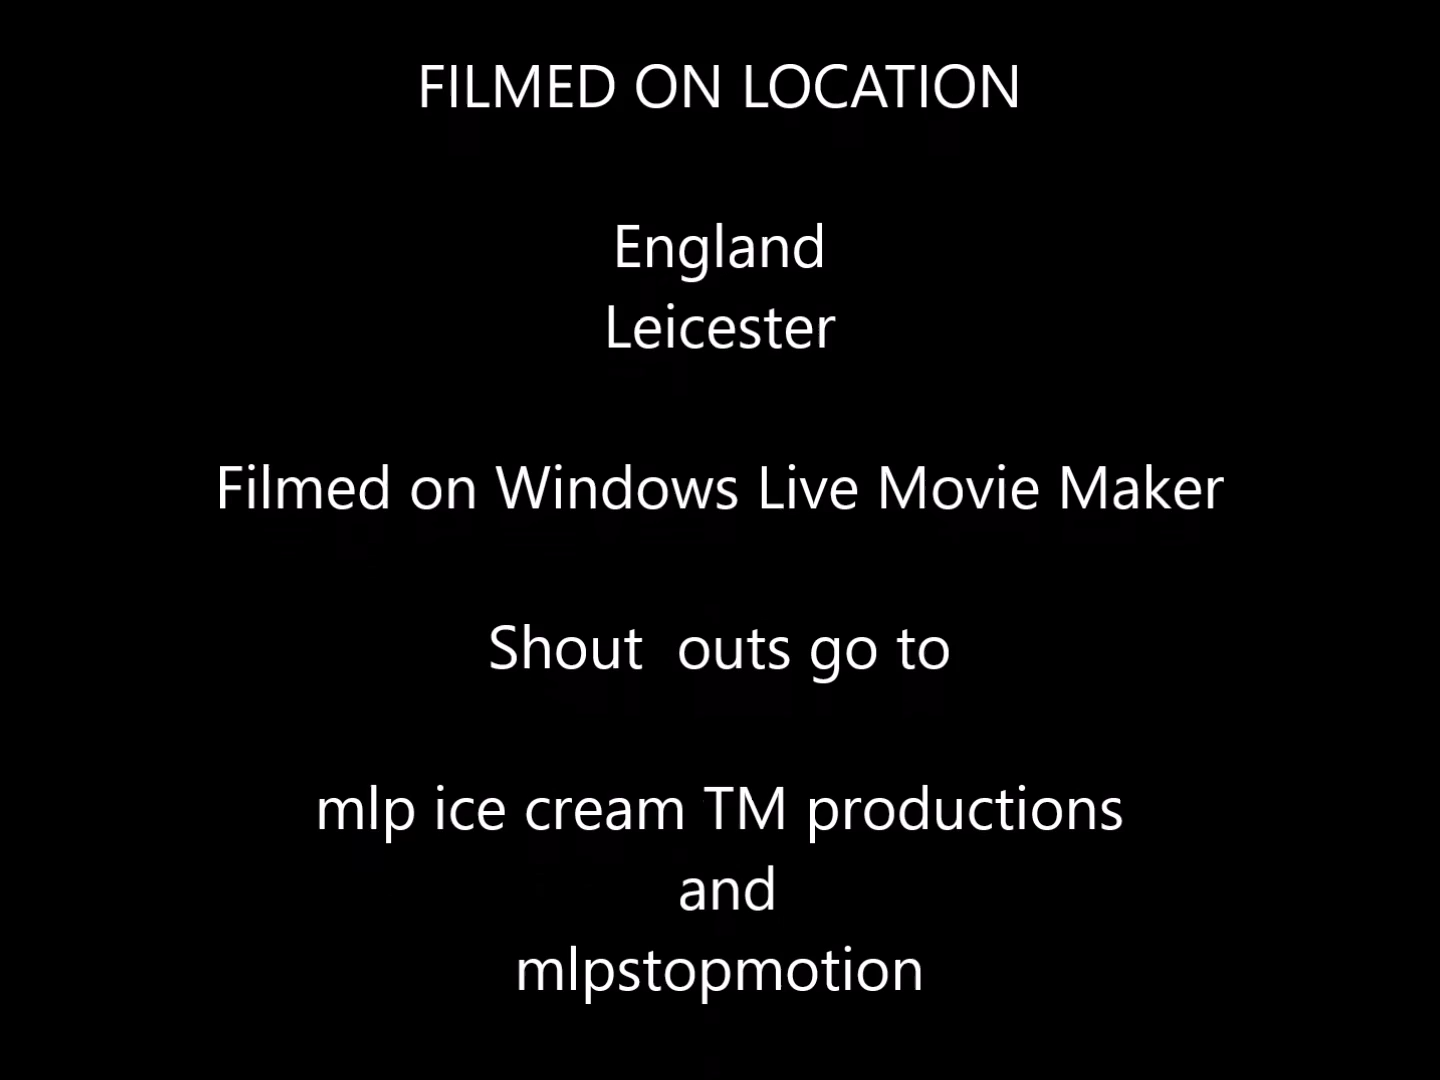 FILMED ON LOCATION
England
Leicester
Filmed on Windows Live Movie Maker
Shout  outs go to
mlp ice cream TM productions
and
mlpstopmotion